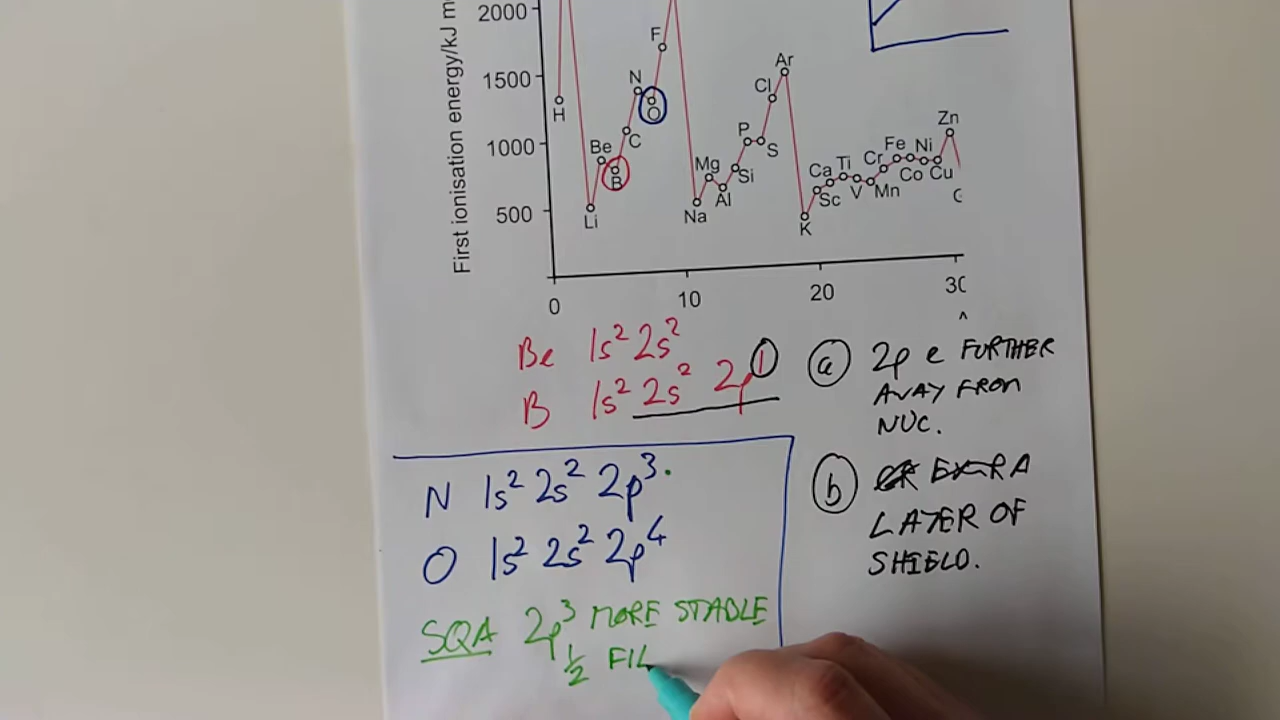 First ionisation energy/kJ m
2000
1500
1000
500
H
Li
Be
B
C
N
O
F
Na
Mg
Al
Si
P
S
Cl
Ar
K
Ca
Sc
Ti
V
Cr
Mn
Fe
Co
Ni
Cu
Zn
0
10
20
30
Be 1s² 2s²
B 1s² 2s² 2p¹
a 2p e FURTHER
AWAY FROM
NUC.
b EXTRA
LAYER OF
SHIELD.
N 1s² 2s² 2p³
O 1s² 2s² 2p⁴
SQA 2p³ MORE STABLE
½ FIL